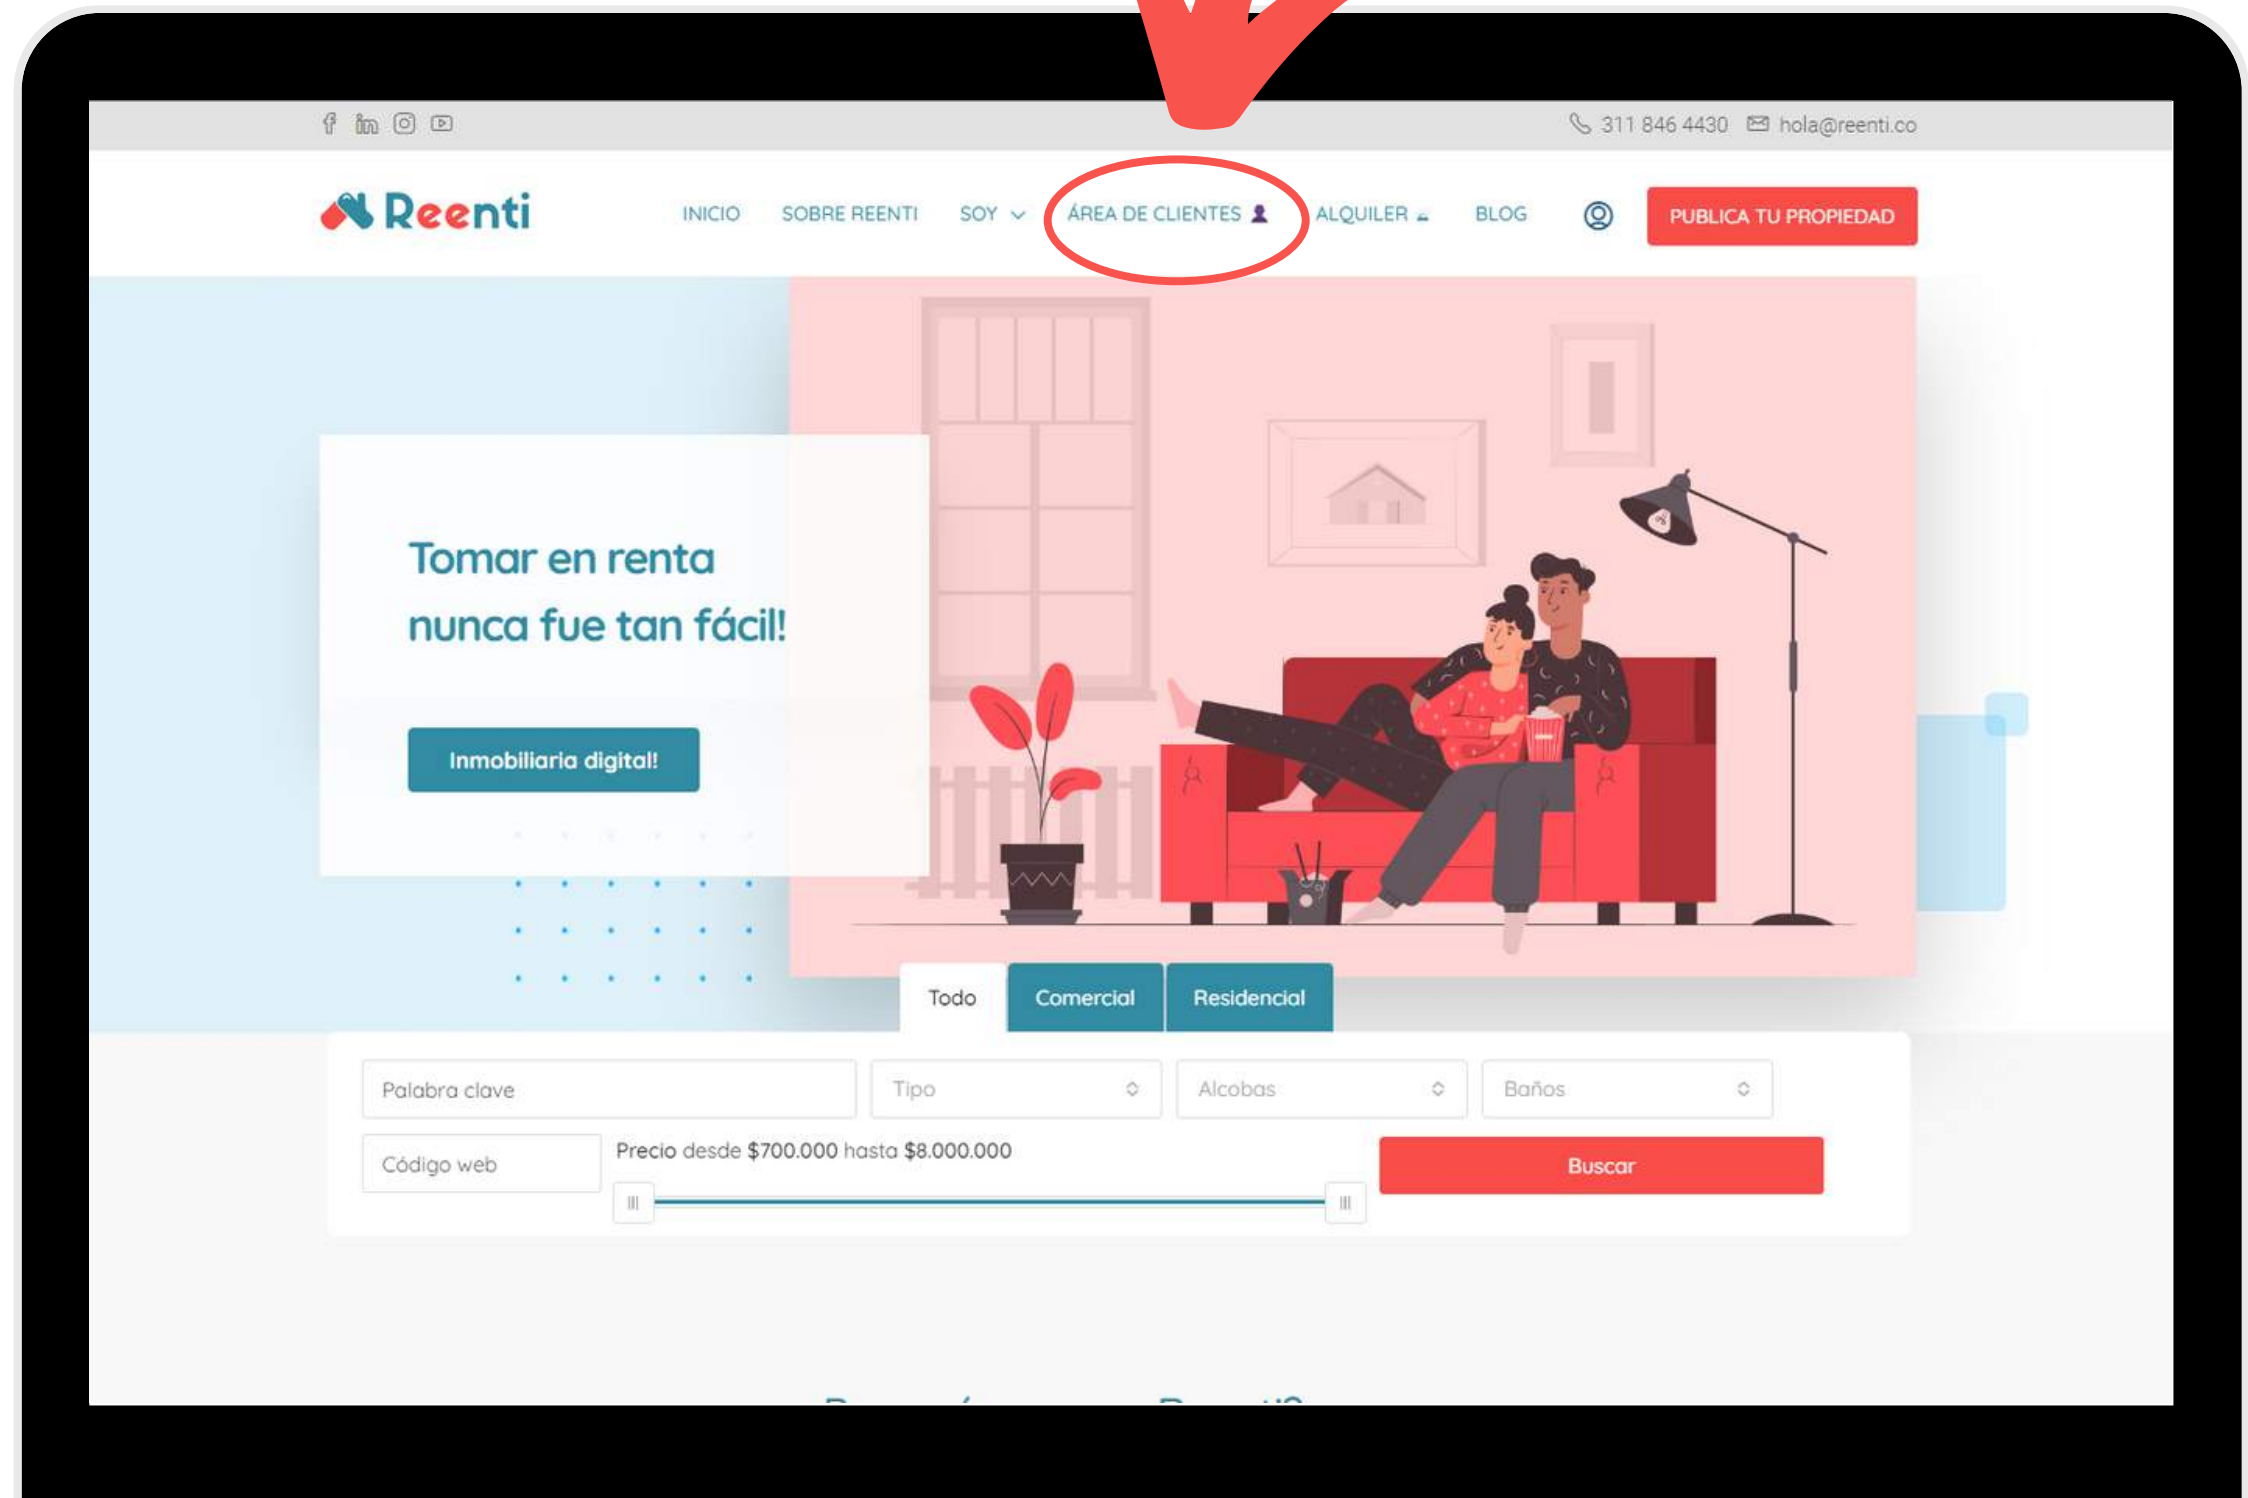 311 846 4430 hola@reenti.co
Reenti
INICIO SOBRE REENTI SOY ÁREA DE CLIENTES ALQUILER BLOG PUBLICA TU PROPIEDAD
Tomar en renta
nunca fue tan fácil!
Inmobiliaria digital!
Todo Comercial Residencial
Palabra clave Tipo Alcobas Baños
Código web Precio desde $700.000 hasta $8.000.000 Buscar